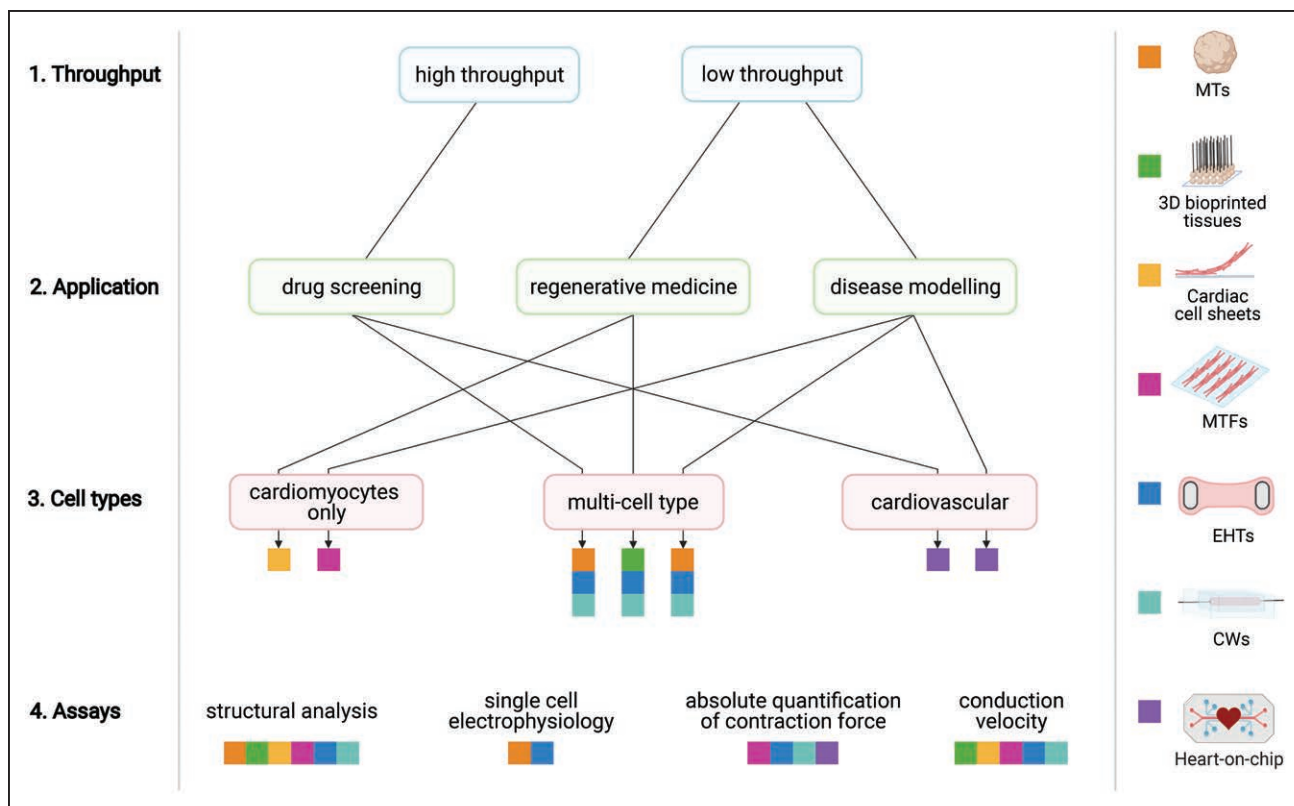 1. Throughput
high throughput
low throughput
2. Application
drug screening
regenerative medicine
disease modelling
3. Cell types
cardiomyocytes
only
multi-cell type
cardiovascular
4. Assays
structural analysis
single cell
electrophysiology
absolute quantification
of contraction force
conduction
velocity
MTs
3D bioprinted
tissues
Cardiac
cell sheets
MTFs
EHTs
CWs
Heart-on-chip